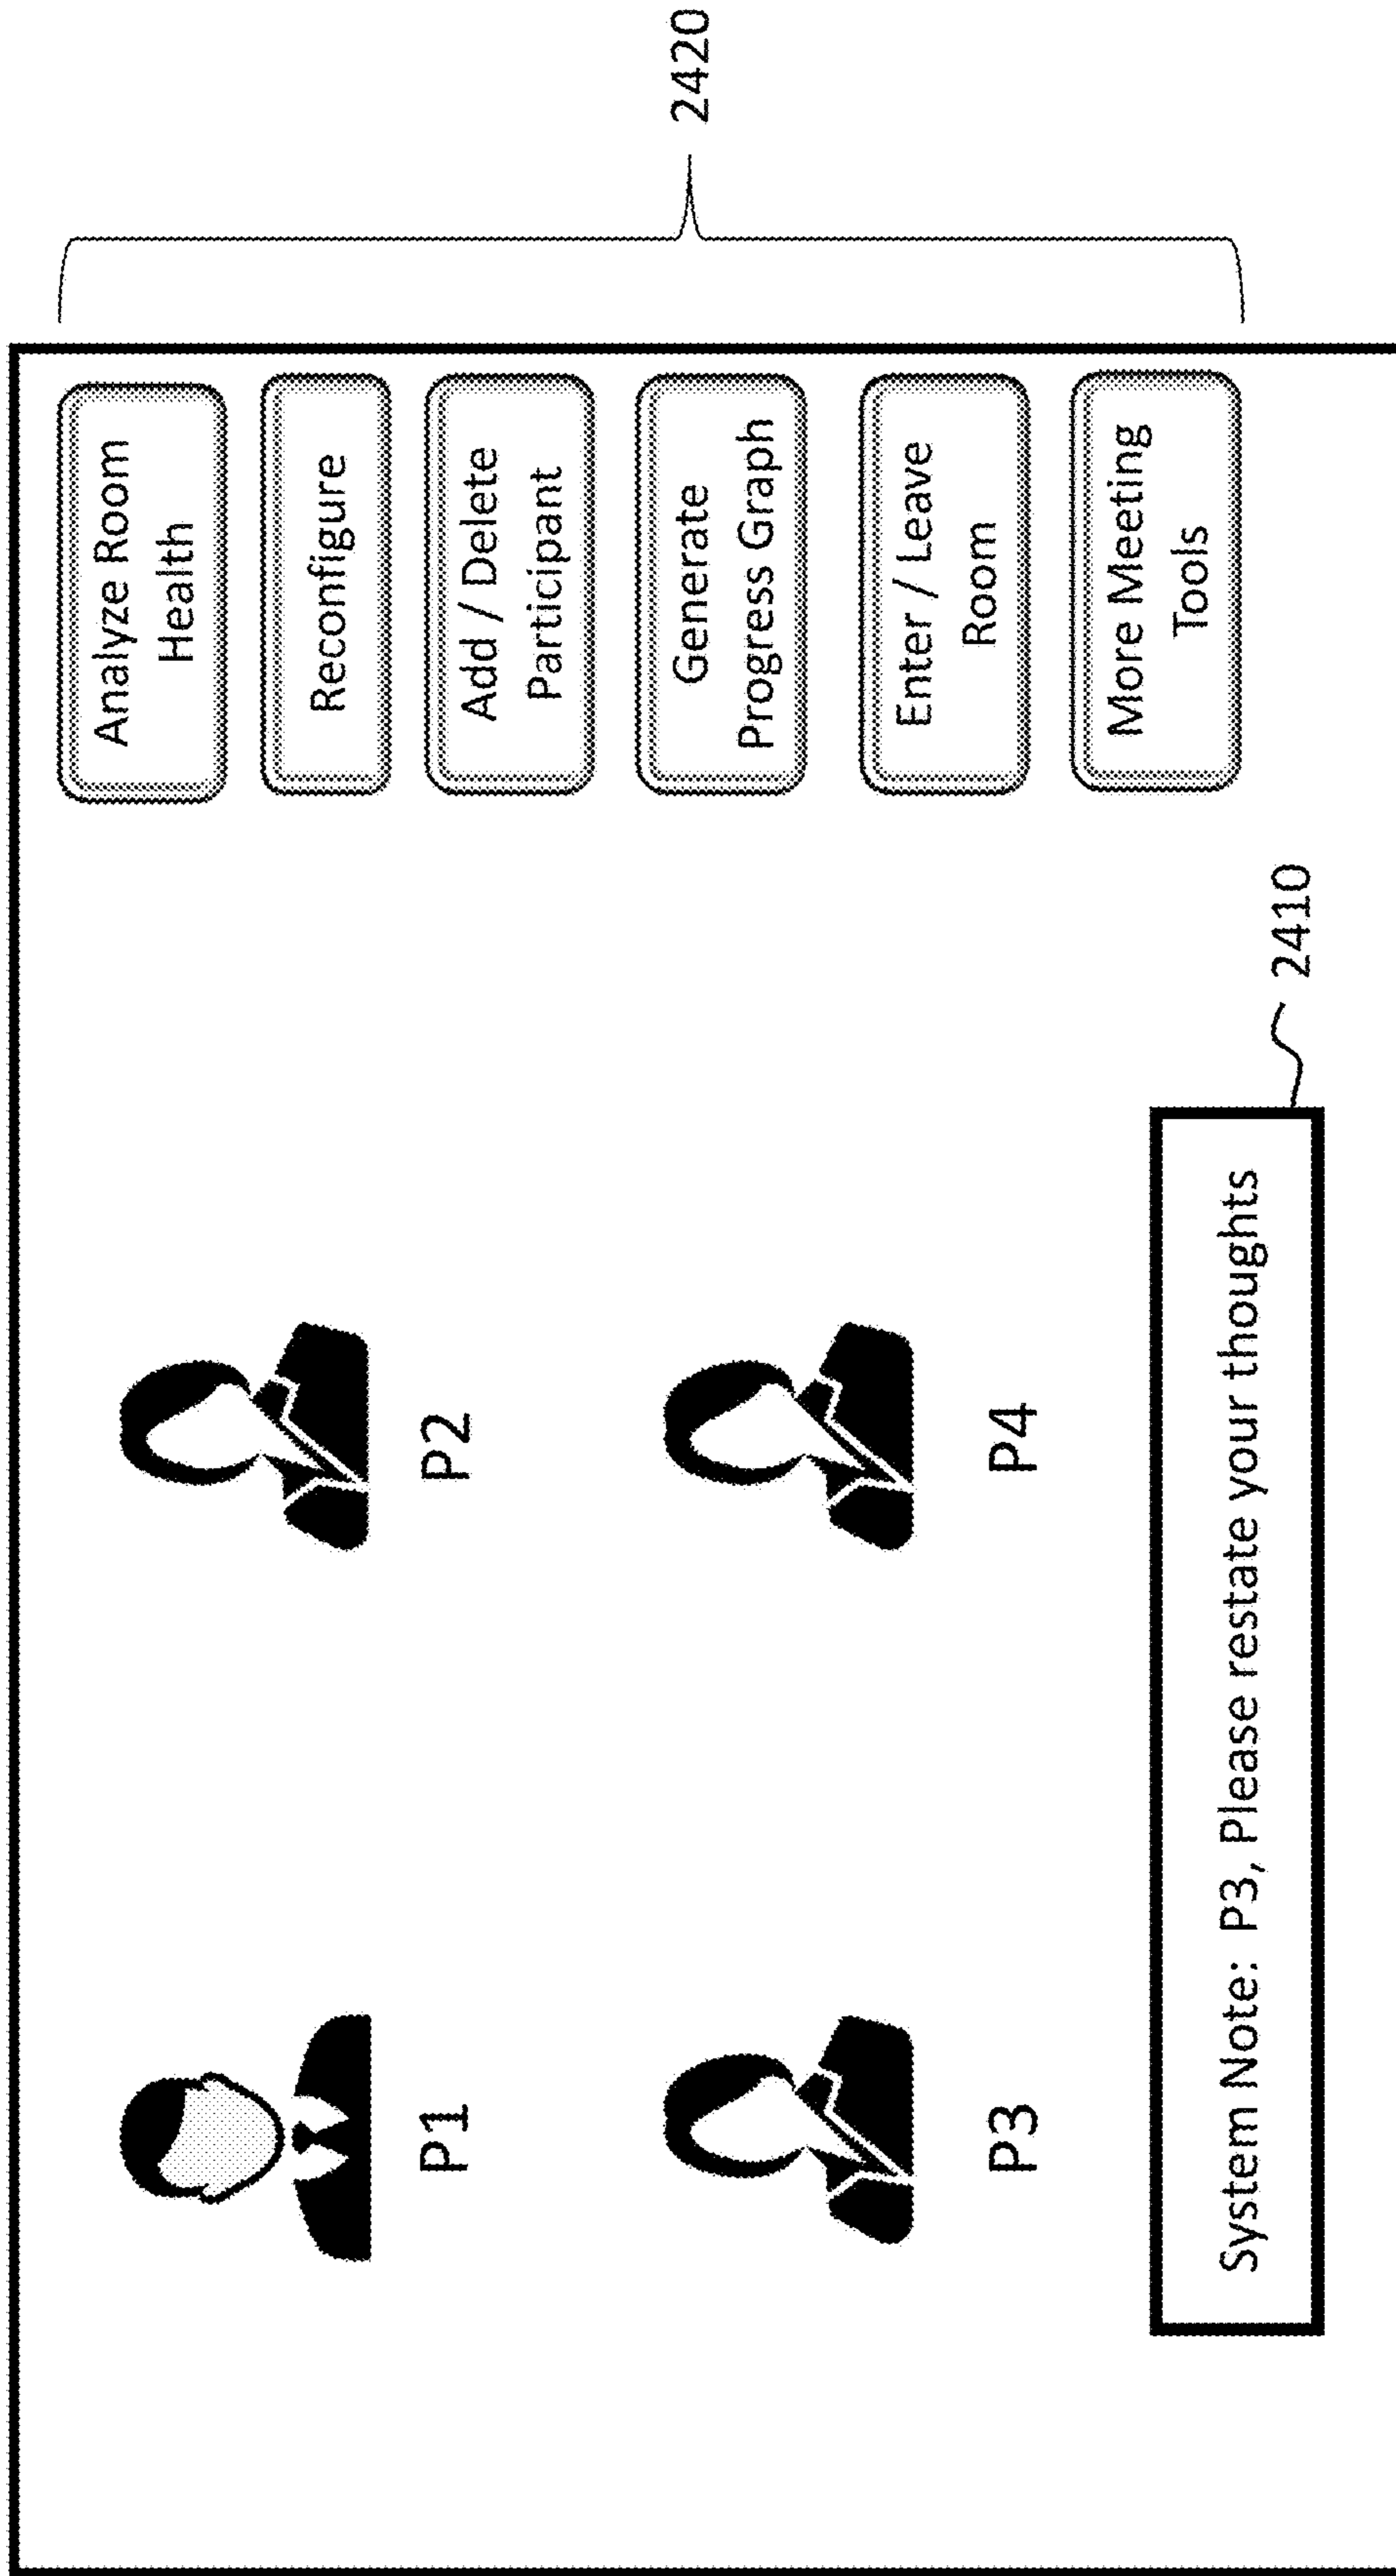 P1
P2
P3
P4
System Note:  P3, Please restate your thoughts
2410
Analyze Room
Health
Reconfigure
Add / Delete
Participant
Generate
Progress Graph
Enter / Leave
Room
More Meeting
Tools
2420